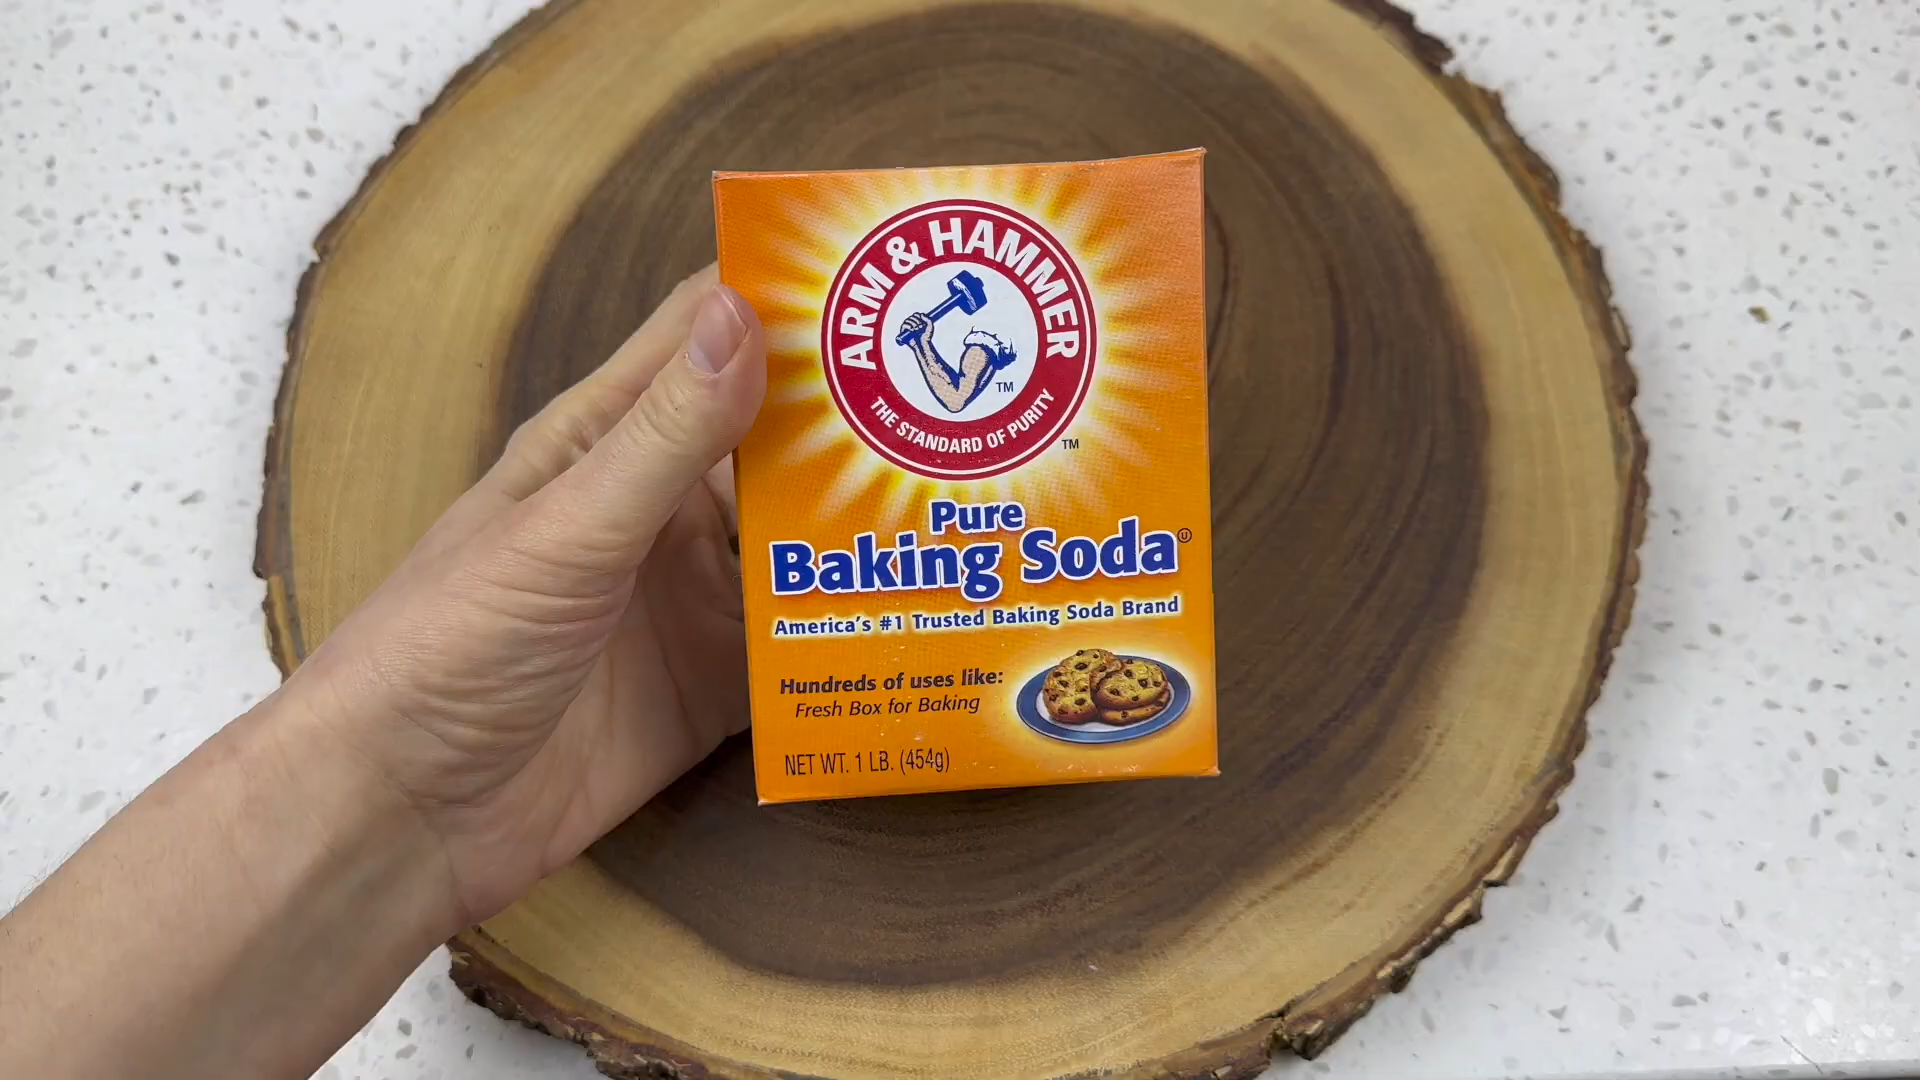 ARM & HAMMER
THE STANDARD OF PURITY
TM
TM
Pure
Baking Soda Ⓤ
America's #1 Trusted Baking Soda Brand
Hundreds of uses like:
Fresh Box for Baking
NET WT. 1 LB. (454g)